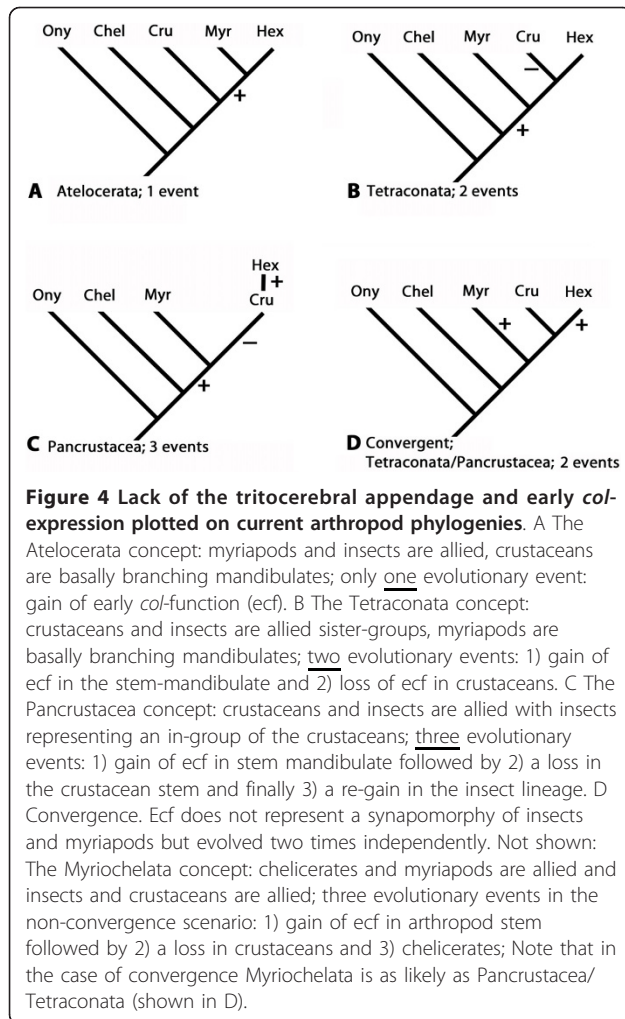 Ony Chel Cru Myr Hex
+
A Atelocerata; 1 event
Ony Chel Myr Cru Hex
–
+
B Tetraconata; 2 events
Hex
+
Ony Chel Myr Cru
–
+
C Pancrustacea; 3 events
Ony Chel Myr Cru Hex
+ +
D Convergent;
Tetraconata/Pancrustacea; 2 events
Figure 4 Lack of the tritocerebral appendage and early col-
expression plotted on current arthropod phylogenies. A The
Atelocerata concept: myriapods and insects are allied, crustaceans
are basally branching mandibulates; only one evolutionary event:
gain of early col-function (ecf). B The Tetraconata concept:
crustaceans and insects are allied sister-groups, myriapods are
basally branching mandibulates; two evolutionary events: 1) gain of
ecf in the stem-mandibulate and 2) loss of ecf in crustaceans. C The
Pancrustacea concept: crustaceans and insects are allied with insects
representing an in-group of the crustaceans; three evolutionary
events: 1) gain of ecf in stem mandibulate followed by 2) a loss in
the crustacean stem and finally 3) a re-gain in the insect lineage. D
Convergence. Ecf does not represent a synapomorphy of insects
and myriapods but evolved two times independently. Not shown:
The Myriochelata concept: chelicerates and myriapods are allied and
insects and crustaceans are allied; three evolutionary events in the
non-convergence scenario: 1) gain of ecf in arthropod stem
followed by 2) a loss in crustaceans and 3) chelicerates; Note that in
the case of convergence Myriochelata is as likely as Pancrustacea/
Tetraconata (shown in D).